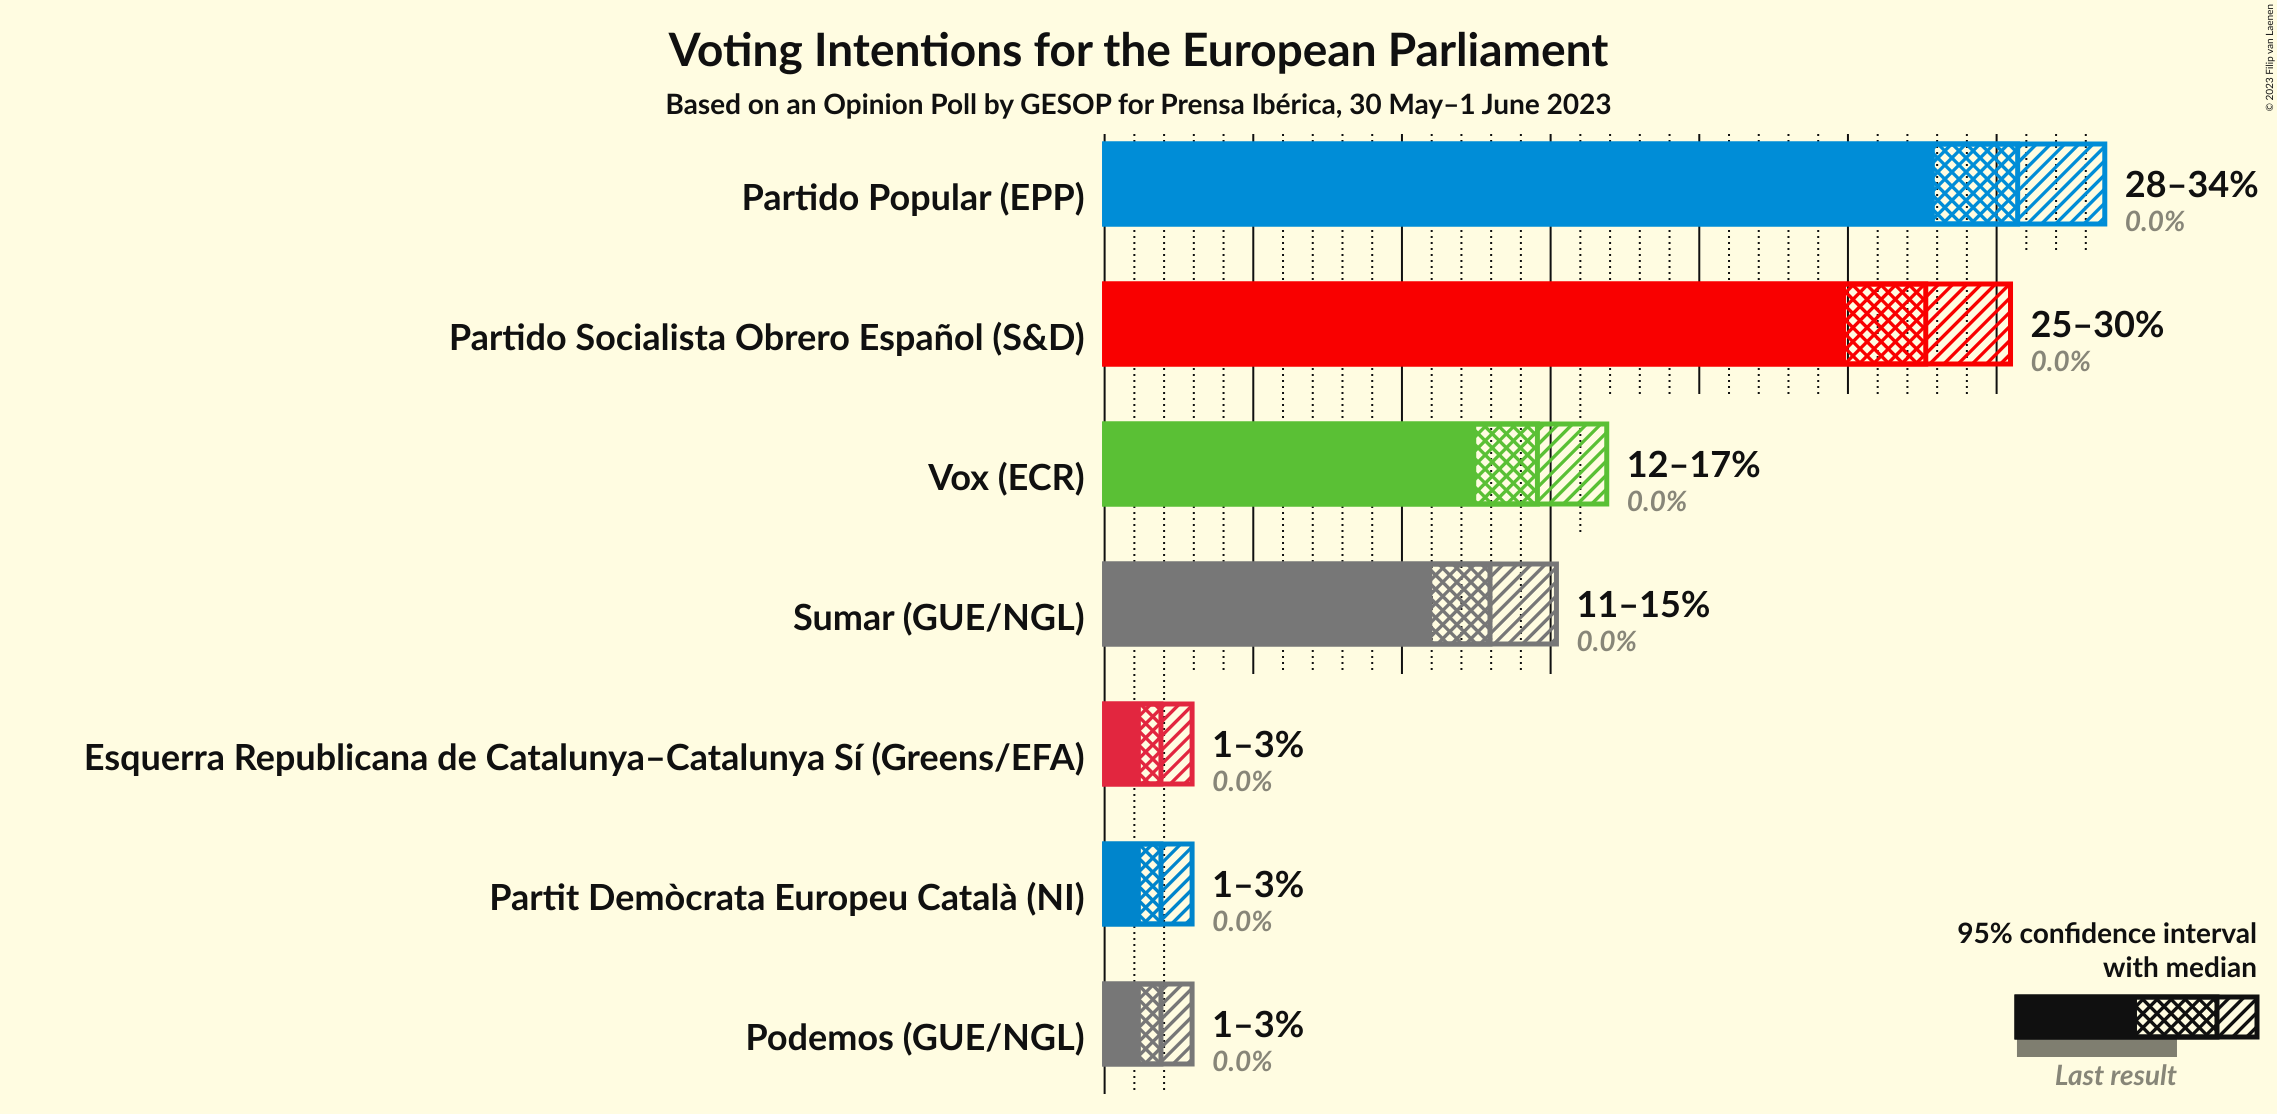 Voting Intentions for the European Parliament
Based on an Opinion Poll by GESOP for Prensa Ibérica, 30 May–1 June 2023
© 2023 Filip van Laenen
Partido Popular (EPP)
28–34%
0.0%
Partido Socialista Obrero Español (S&D)
25–30%
0.0%
Vox (ECR)
12–17%
0.0%
Sumar (GUE/NGL)
11–15%
0.0%
Esquerra Republicana de Catalunya–Catalunya Sí (Greens/EFA)
1–3%
0.0%
Partit Demòcrata Europeu Català (NI)
1–3%
0.0%
Podemos (GUE/NGL)
1–3%
0.0%
95% confidence interval
with median
Last result